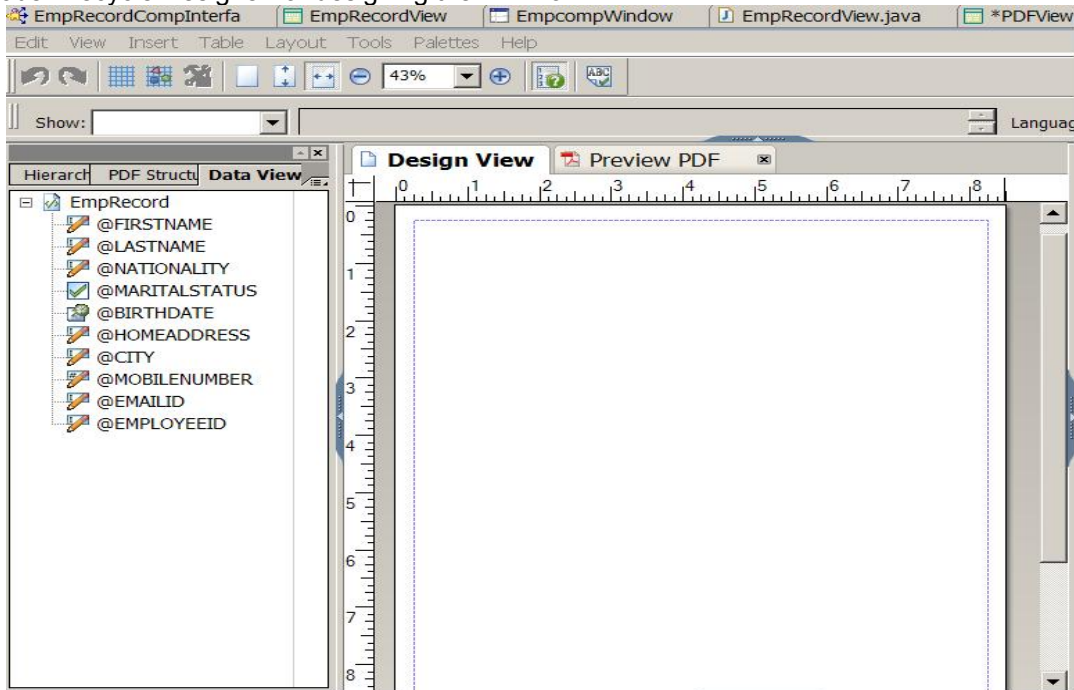 EmpRecordCompInterfa EmpRecordView EmpcompWindow EmpRecordView.java *PDFView
Edit View Insert Table Layout Tools Palettes Help
43% ABC
Show: Languag
Hierarch PDF Structu Data View
Design View Preview PDF
0 1 2 3 4 5 6 7 8
EmpRecord
@FIRSTNAME
@LASTNAME
@NATIONALITY
@MARITALSTATUS
@BIRTHDATE
@HOMEADDRESS
@CITY
@MOBILENUMBER
@EMAILID
@EMPLOYEEID
0
1
2
3
4
5
6
7
8